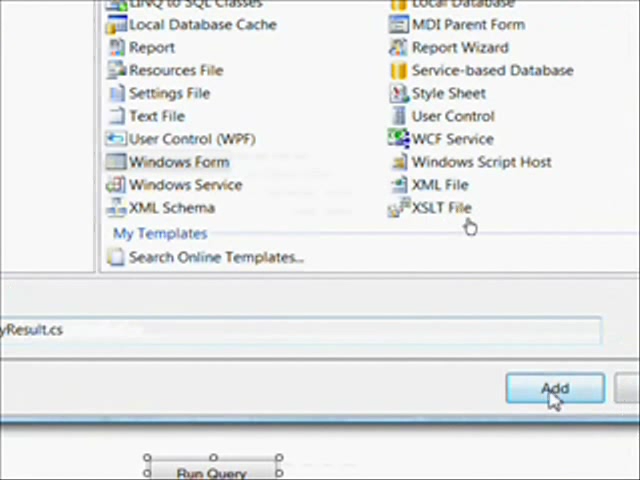 LINQ to SQL Classes
Local Database
Local Database Cache
MDI Parent Form
Report
Report Wizard
Resources File
Service-based Database
Settings File
Style Sheet
Text File
User Control
User Control (WPF)
WCF Service
Windows Form
Windows Script Host
Windows Service
XML File
XML Schema
XSLT File
My Templates
Search Online Templates...
yResult.cs
Add
Run Query